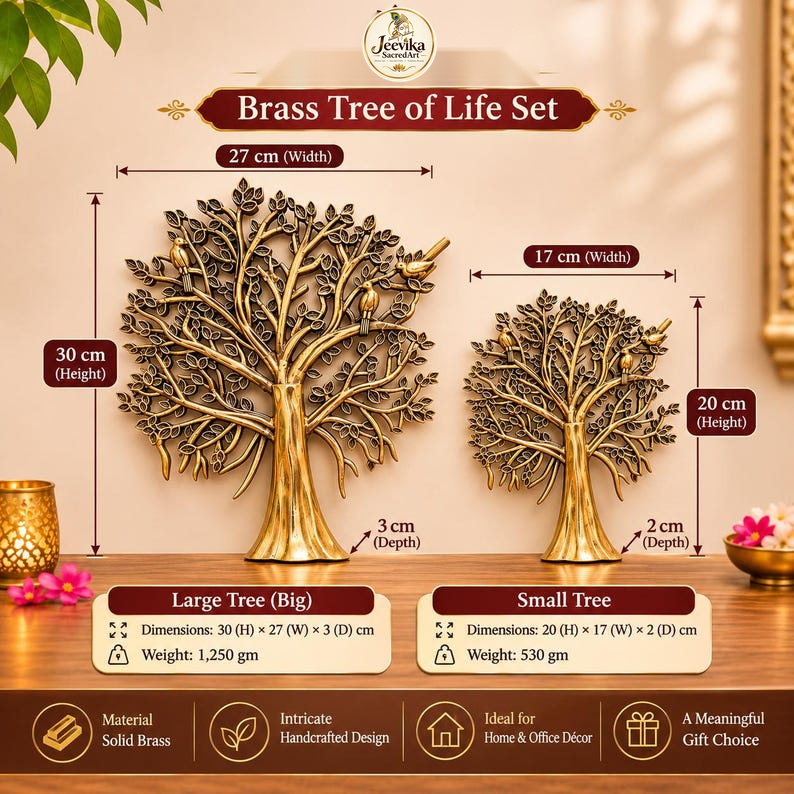 Jeevika
SacredArt
Brass Tree of Life Set
27 cm (Width)
17 cm (Width)
30 cm
(Height)
20 cm
(Height)
3 cm
(Depth)
2 cm
(Depth)
Large Tree (Big)
Dimensions: 30 (H) × 27 (W) × 3 (D) cm
Weight: 1,250 gm
Small Tree
Dimensions: 20 (H) × 17 (W) × 2 (D) cm
Weight: 530 gm
Material
Solid Brass
Intricate
Handcrafted Design
Ideal for
Home & Office Décor
A Meaningful
Gift Choice